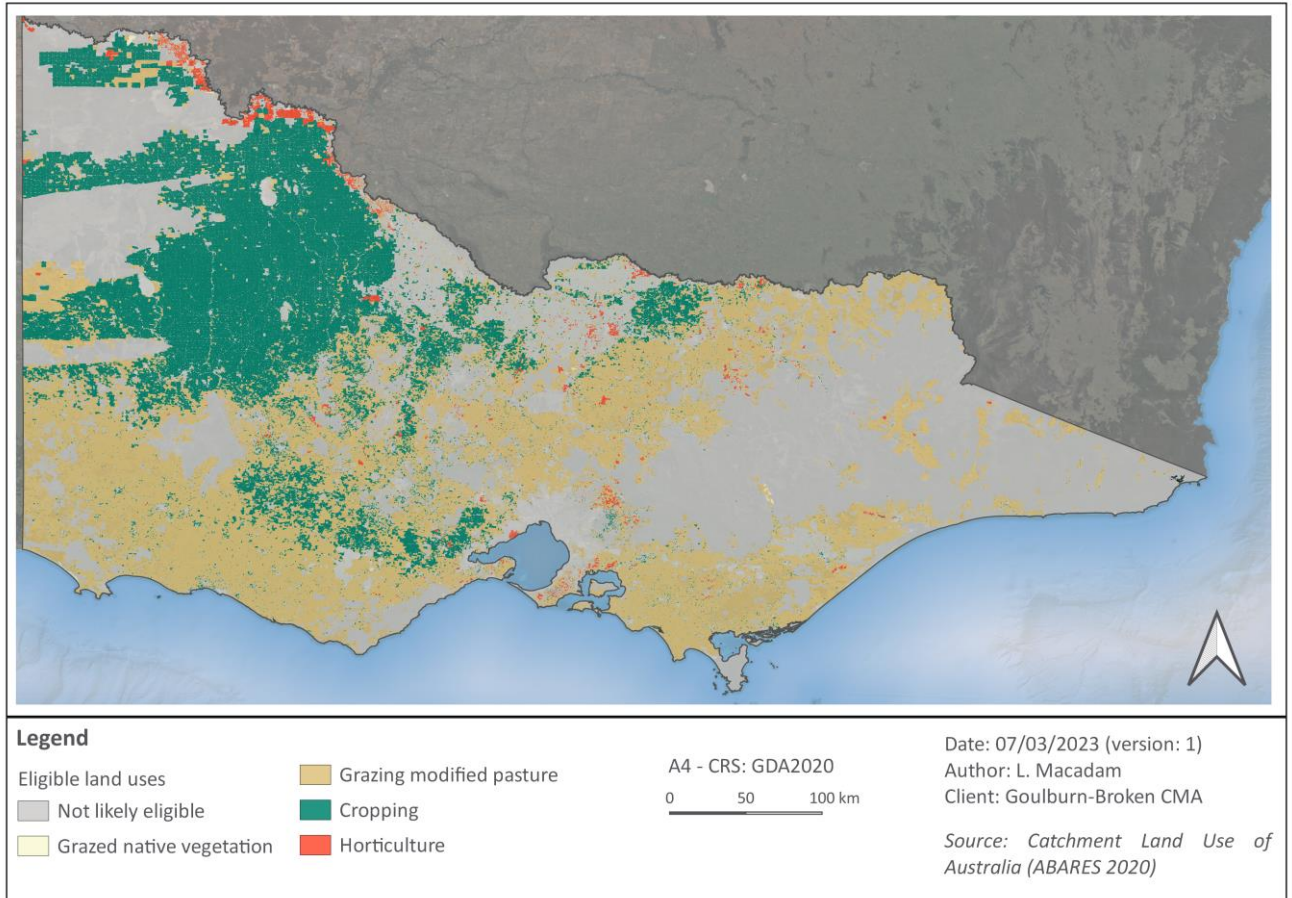 Legend
Eligible land uses
Not likely eligible
Grazed native vegetation
Grazing modified pasture
Cropping
Horticulture
A4 - CRS: GDA2020
0 50 100 km
Date: 07/03/2023 (version: 1)
Author: L. Macadam
Client: Goulburn-Broken CMA
Source: Catchment Land Use of
Australia (ABARES 2020)